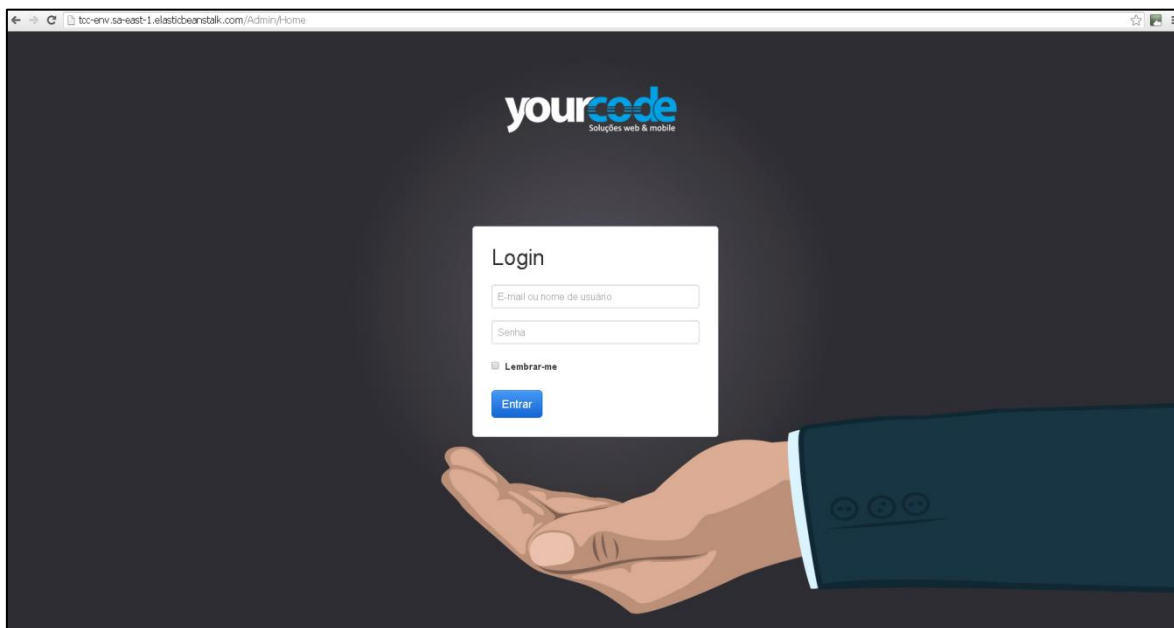 tcc-env.sa-east-1.elasticbeanstalk.com/Admin/Home
yourcode
Soluções web & mobile
Login
E-mail ou nome de usuário
Senha
Lembrar-me
Entrar